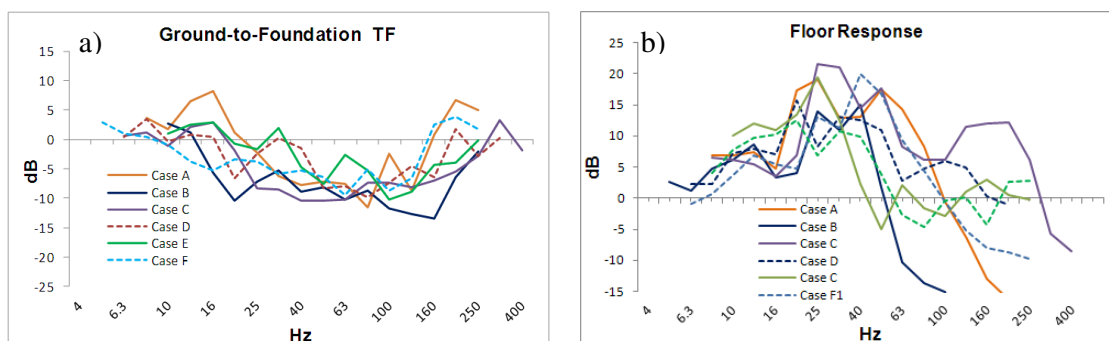 a)
Ground-to-Foundation TF
15
10
5
0
-5
-10
-15
-20
-25
dB
Case A
Case B
Case C
Case D
Case E
Case F
4 6.3 10 16 25 40 63 100 160 250 400
Hz
b)
Floor Response
25
20
15
10
5
0
-5
-10
-15
dB
Case A
Case B
Case C
Case D
Case C
Case F1
4 6.3 10 16 25 40 63 100 160 250 400
Hz